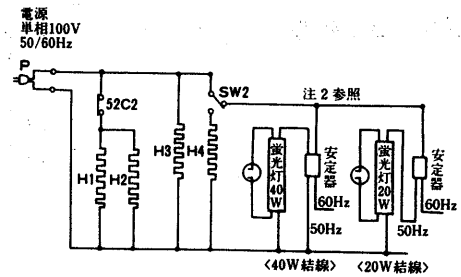 電源
単相100V
50/60Hz
P
52C2
SW2
注2参照
H1
H2
H3
H4
蛍光灯40W
安定器
60Hz
50Hz
蛍光灯20W
安定器
60Hz
50Hz
<40W結線>
<20W結線>